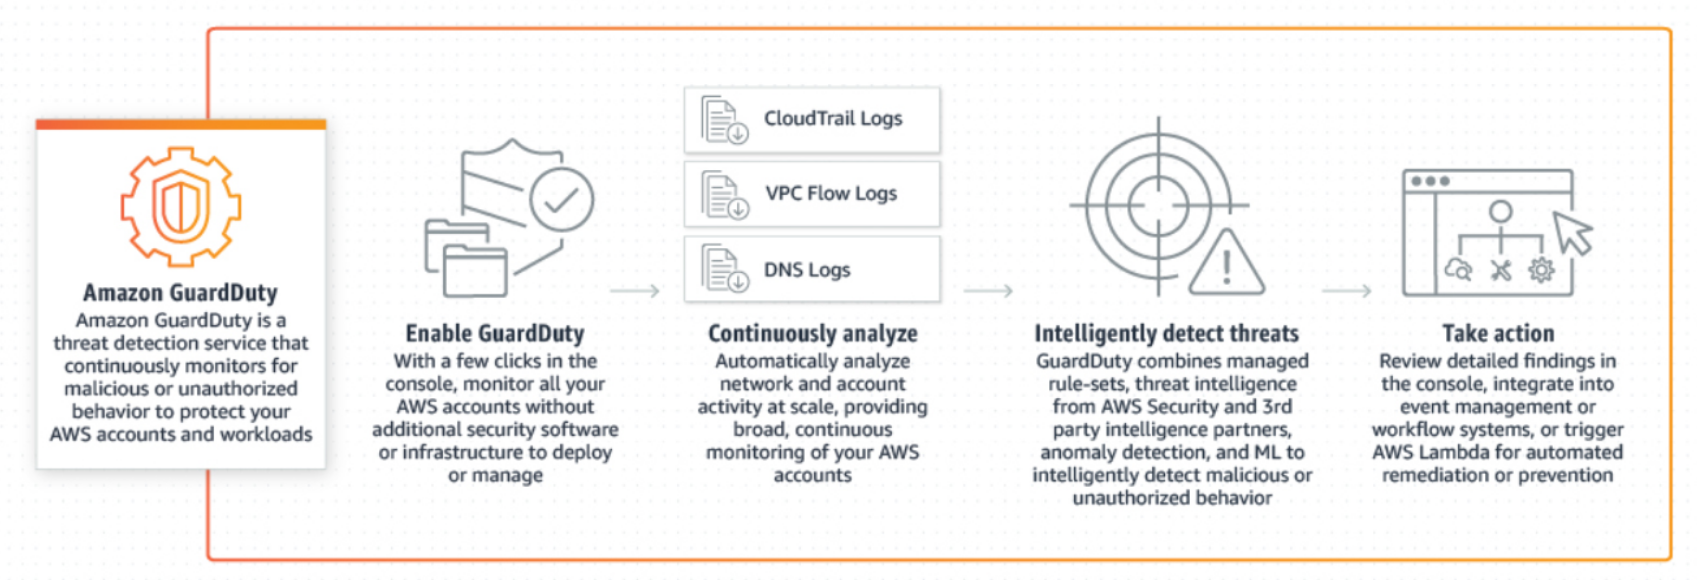 Amazon GuardDuty
Amazon GuardDuty is a
threat detection service that
continuously monitors for
malicious or unauthorized
behavior to protect your
AWS accounts and workloads
Enable GuardDuty
With a few clicks in the
console, monitor all your
AWS accounts without
additional security software
or infrastructure to deploy
or manage
CloudTrail Logs
VPC Flow Logs
DNS Logs
Continuously analyze
Automatically analyze
network and account
activity at scale, providing
broad, continuous
monitoring of your AWS
accounts
Intelligently detect threats
GuardDuty combines managed
rule-sets, threat intelligence
from AWS Security and 3rd
party intelligence partners,
anomaly detection, and ML to
intelligently detect malicious or
unauthorized behavior
Take action
Review detailed findings in
the console, integrate into
event management or
workflow systems, or trigger
AWS Lambda for automated
remediation or prevention